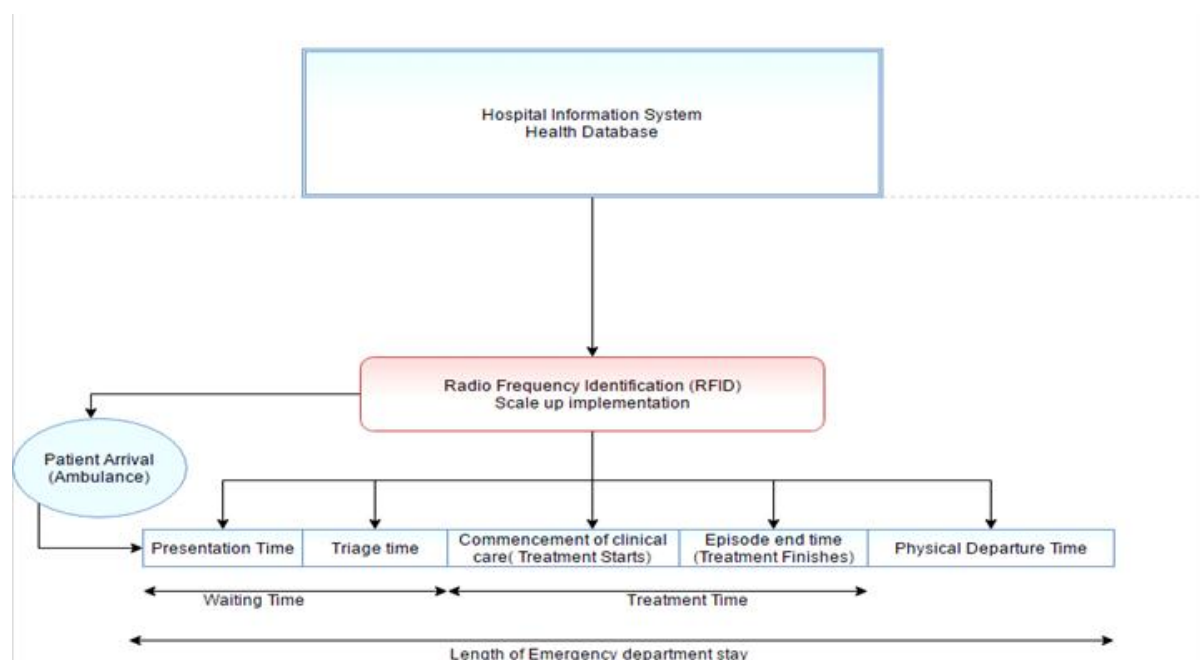 Hospital Information System
Health Database
Radio Frequency Identification (RFID)
Scale up implementation
Patient Arrival
(Ambulance)
Presentation Time
Triage time
Commencement of clinical
care( Treatment Starts)
Episode end time
(Treatment Finishes)
Physical Departure Time
Waiting Time
Treatment Time
Length of Emergency department stay